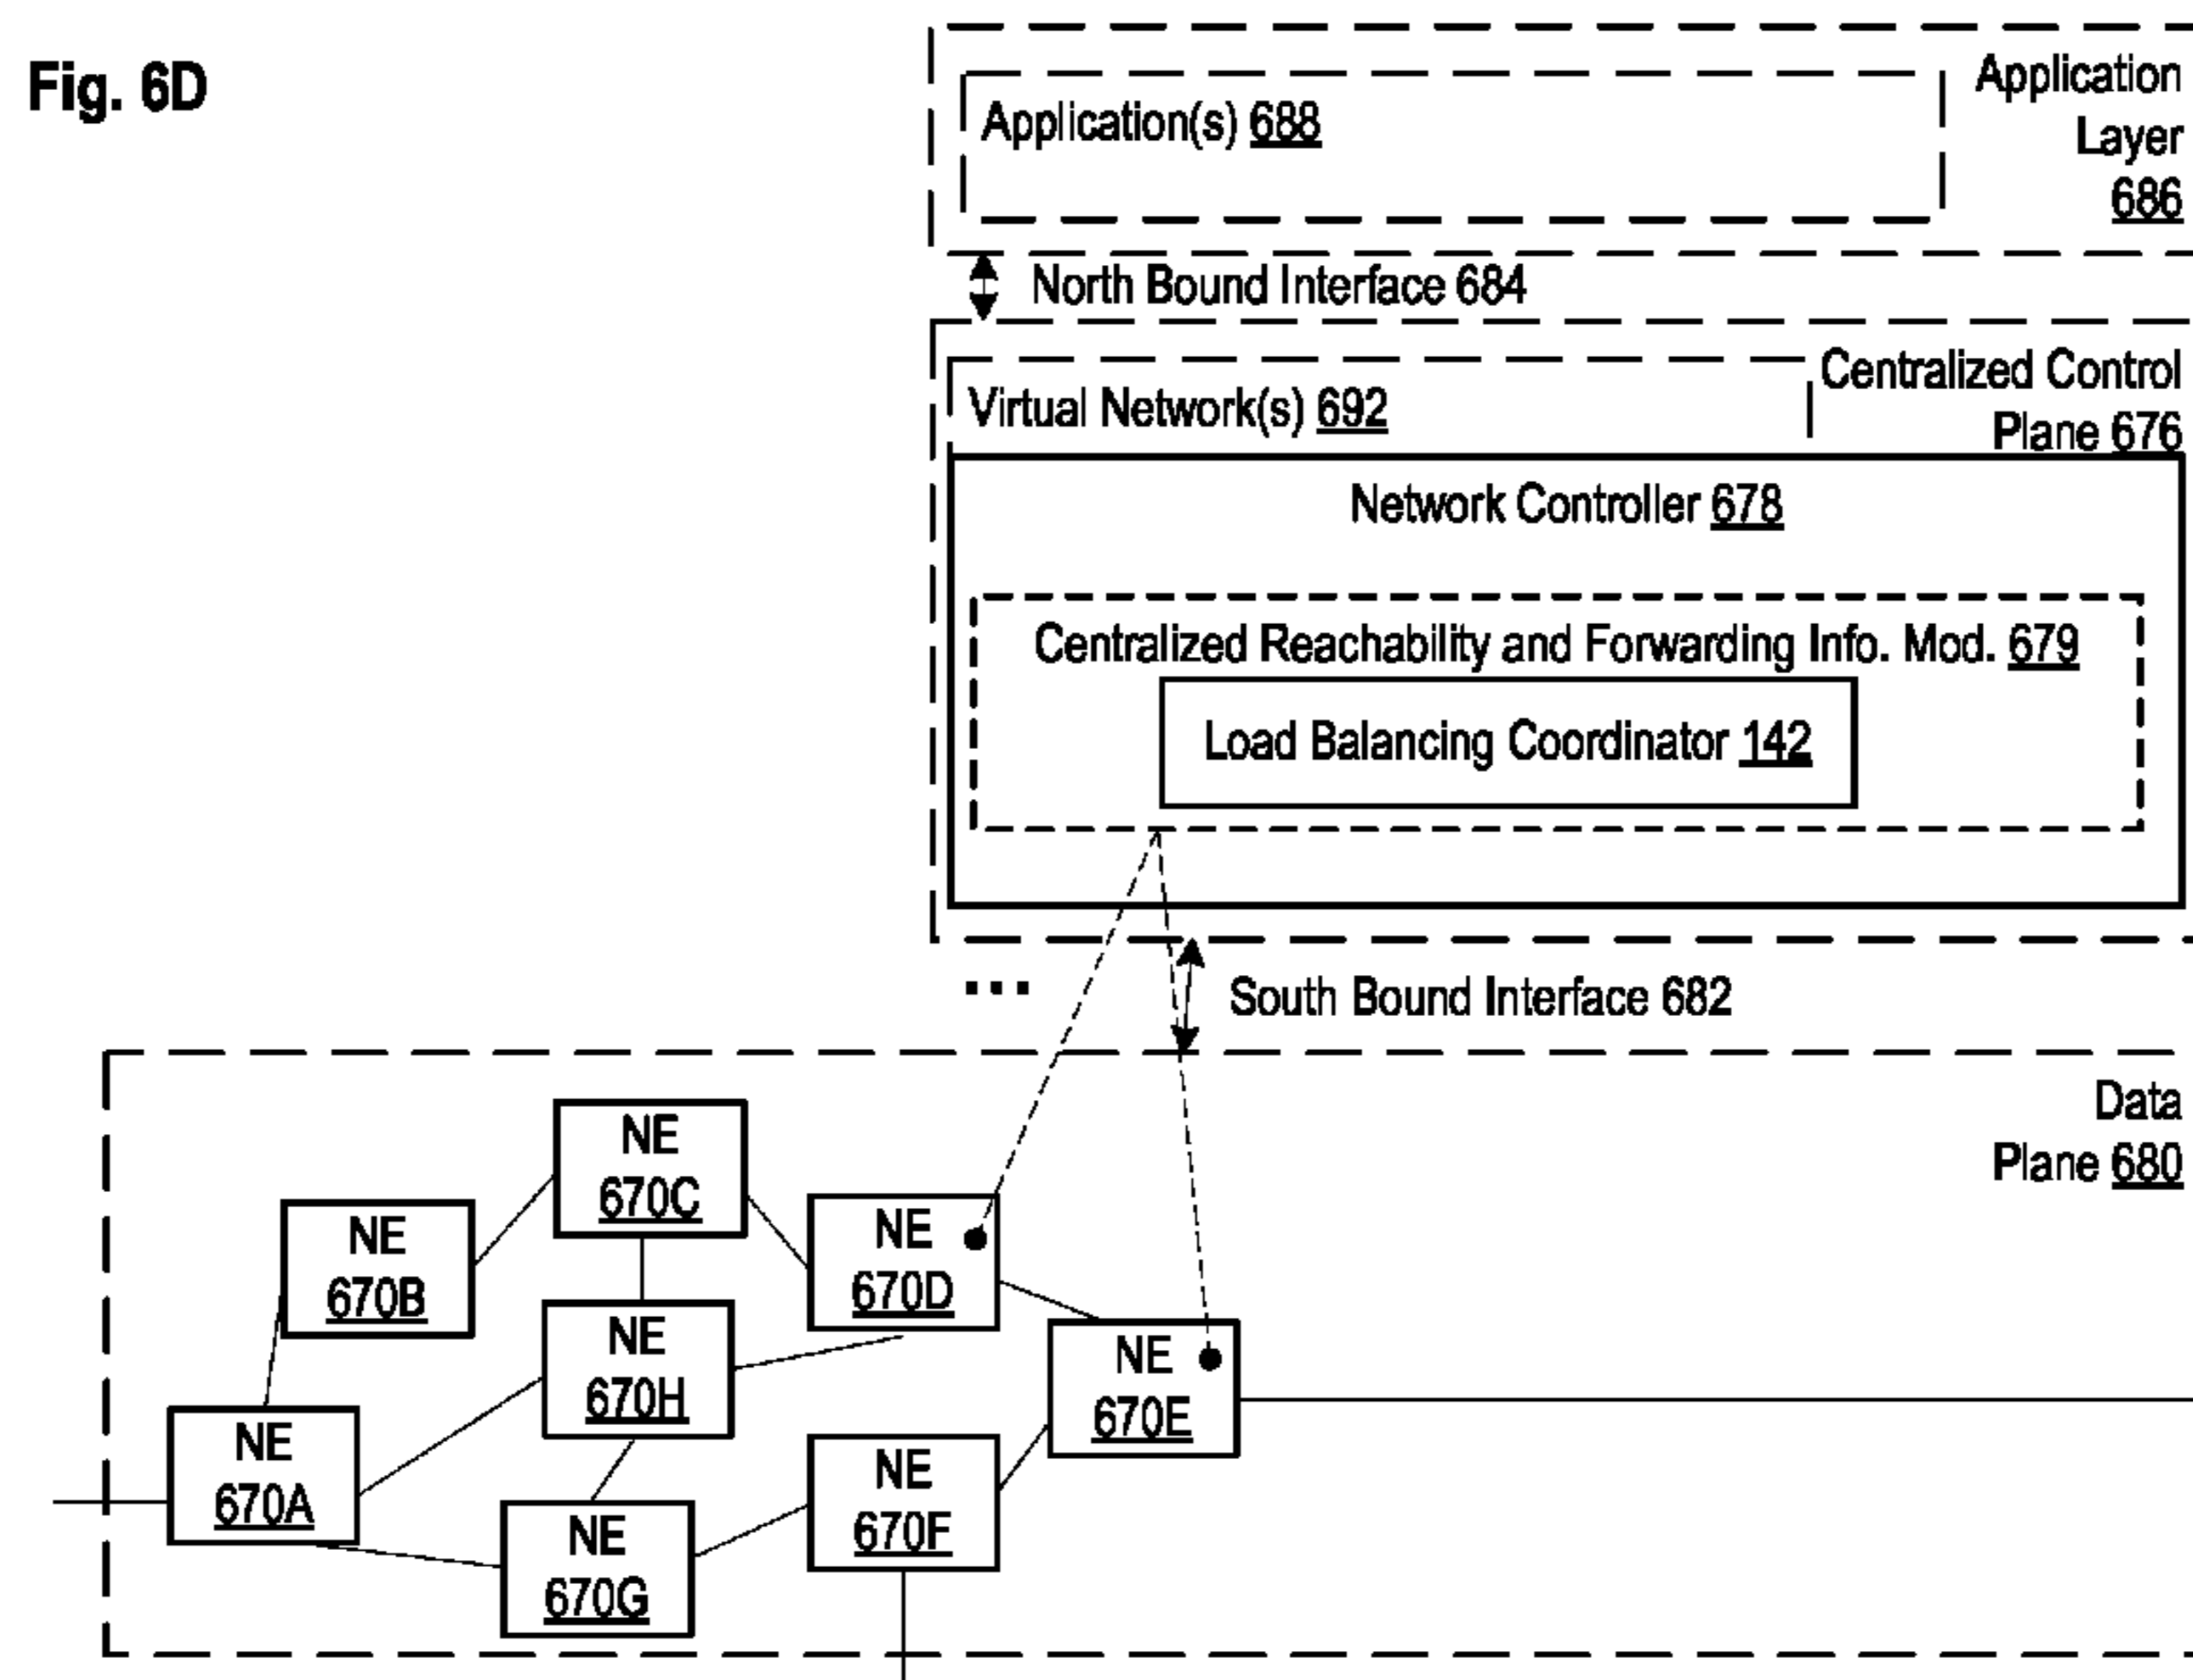 Fig. 6D
Application(s) 688
Application
Layer
686
North Bound Interface 684
Virtual Network(s) 692
Centralized Control
Plane 676
Network Controller 678
Centralized Reachability and Forwarding Info. Mod. 679
Load Balancing Coordinator 142
...
South Bound Interface 682
Data
Plane 680
NE
670C
NE
670B
NE
670D
NE
670H
NE
670E
NE
670A
NE
670F
NE
670G